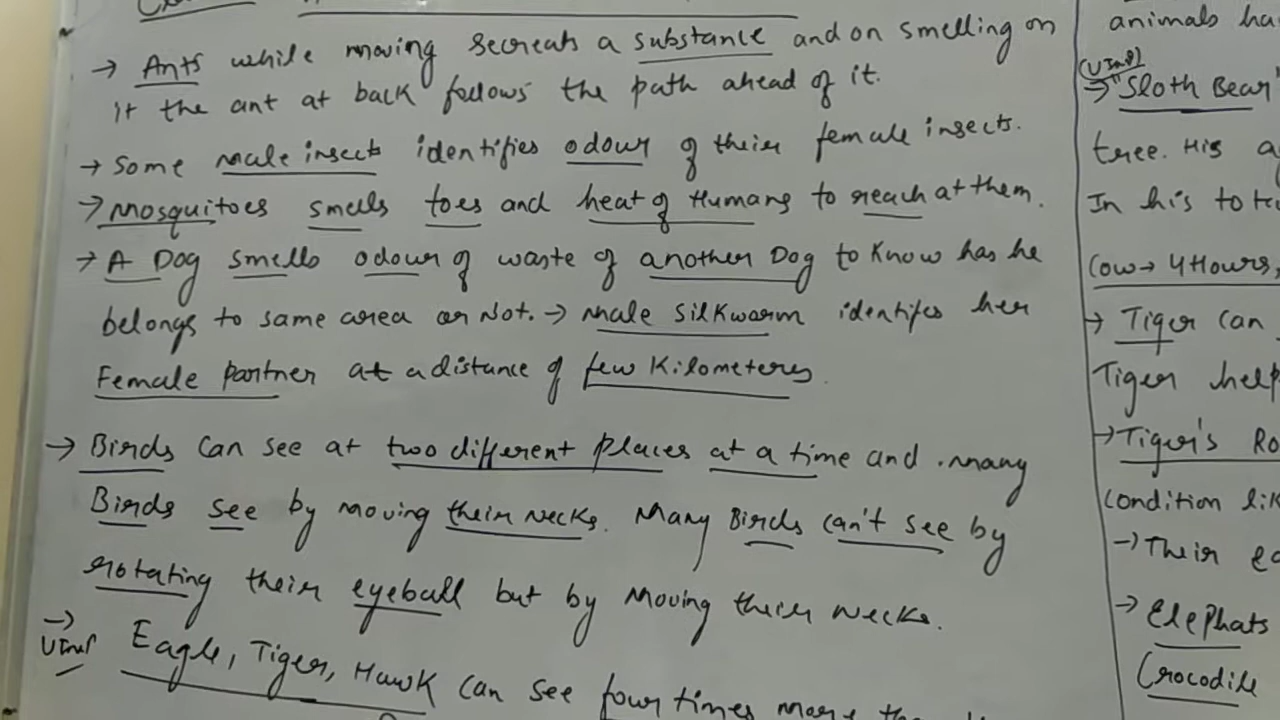 → Ants while moving secreats a substance and on smelling on
it the ant at back follows the path ahead of it.
→ Some male insects identifies odour of their female insects.
→ Mosquitoes smells toes and heat of Humans to reach at them.
→ A Dog smells odour of waste of another Dog to know has he
belongs to same area or Not. → Male Silkwarm identifes her
Female partner at a distance of few Kilometers.
→ Birds can see at two different places at a time and many
Birds see by moving their necks. Many Birds can't see by
rotating their eyeball but by moving their necks.
→ Eagle, Tiger, Hawk can see four times more
animals
→ "Sloth Bear"
tree. His
In his to
Cow → 4 Hours,
→ Tiger can
Tiger help
→ Tiger's
condition
→ Their
→ Elephats
Crocodile